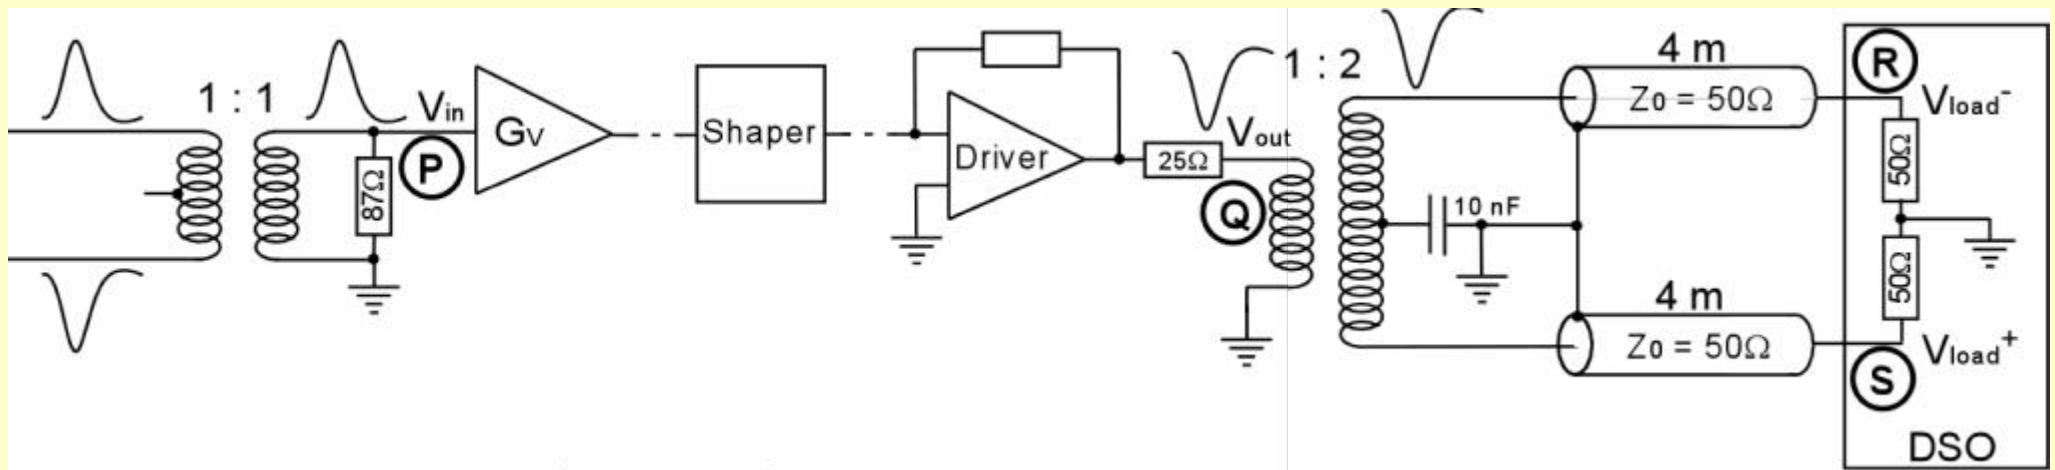 1 : 1
Vin
P
87Ω
GV
Shaper
Driver
25Ω
Vout
Q
1 : 2
10 nF
4 m
Z0 = 50Ω
4 m
Z0 = 50Ω
R
Vload-
50Ω
50Ω
Vload+
S
DSO